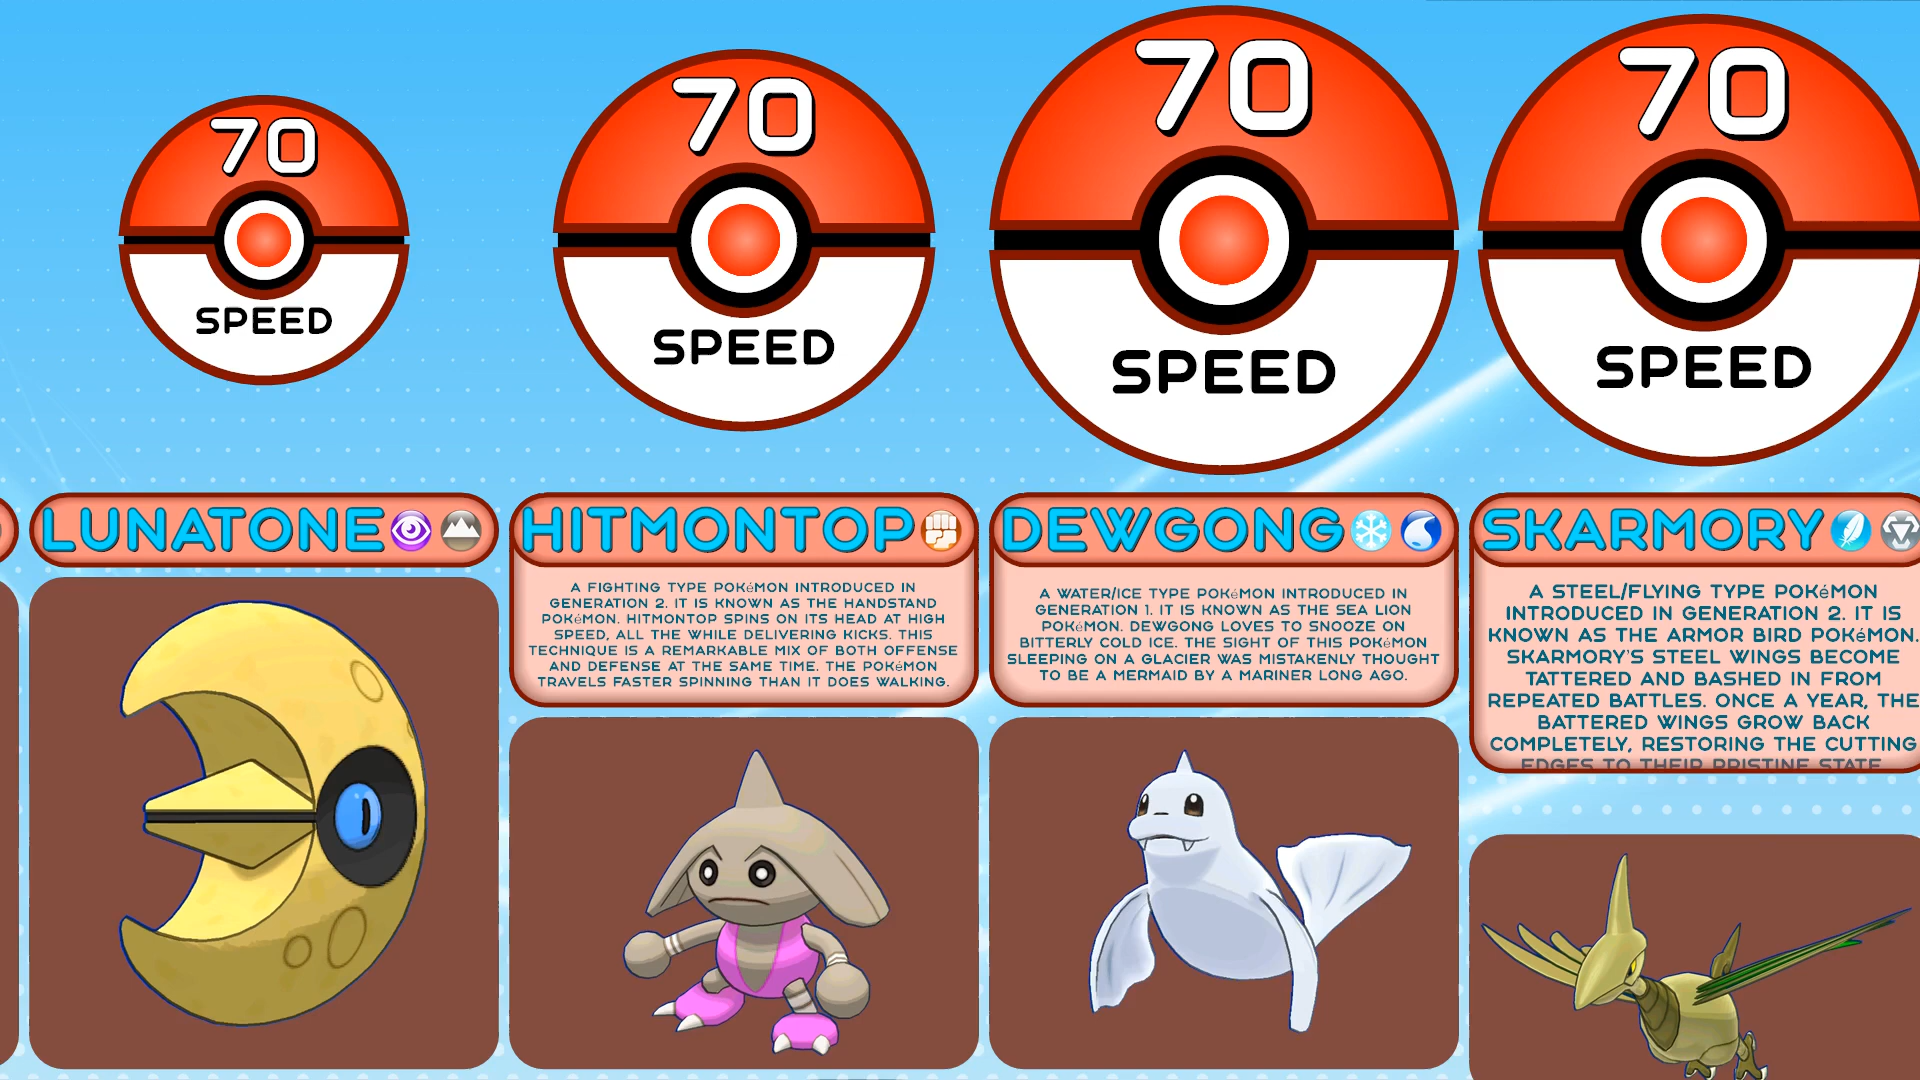 70
SPEED
70
SPEED
70
SPEED
70
SPEED
LUNATONE
HITMONTOP
A FIGHTING TYPE POKéMON INTRODUCED IN
GENERATION 2. IT IS KNOWN AS THE HANDSTAND
POKéMON. HITMONTOP SPINS ON ITS HEAD AT HIGH
SPEED, ALL THE WHILE DELIVERING KICKS. THIS
TECHNIQUE IS A REMARKABLE MIX OF BOTH OFFENSE
AND DEFENSE AT THE SAME TIME. THE POKéMON
TRAVELS FASTER SPINNING THAN IT DOES WALKING.
DEWGONG
A WATER/ICE TYPE POKéMON INTRODUCED IN
GENERATION 1. IT IS KNOWN AS THE SEA LION
POKéMON. DEWGONG LOVES TO SNOOZE ON
BITTERLY COLD ICE. THE SIGHT OF THIS POKéMON
SLEEPING ON A GLACIER WAS MISTAKENLY THOUGHT
TO BE A MERMAID BY A MARINER LONG AGO.
SKARMORY
A STEEL/FLYING TYPE POKéMON
INTRODUCED IN GENERATION 2. IT IS
KNOWN AS THE ARMOR BIRD POKéMON.
SKARMORY'S STEEL WINGS BECOME
TATTERED AND BASHED IN FROM
REPEATED BATTLES. ONCE A YEAR, THE
BATTERED WINGS GROW BACK
COMPLETELY, RESTORING THE CUTTING
EDGES TO THEIR PRISTINE STATE